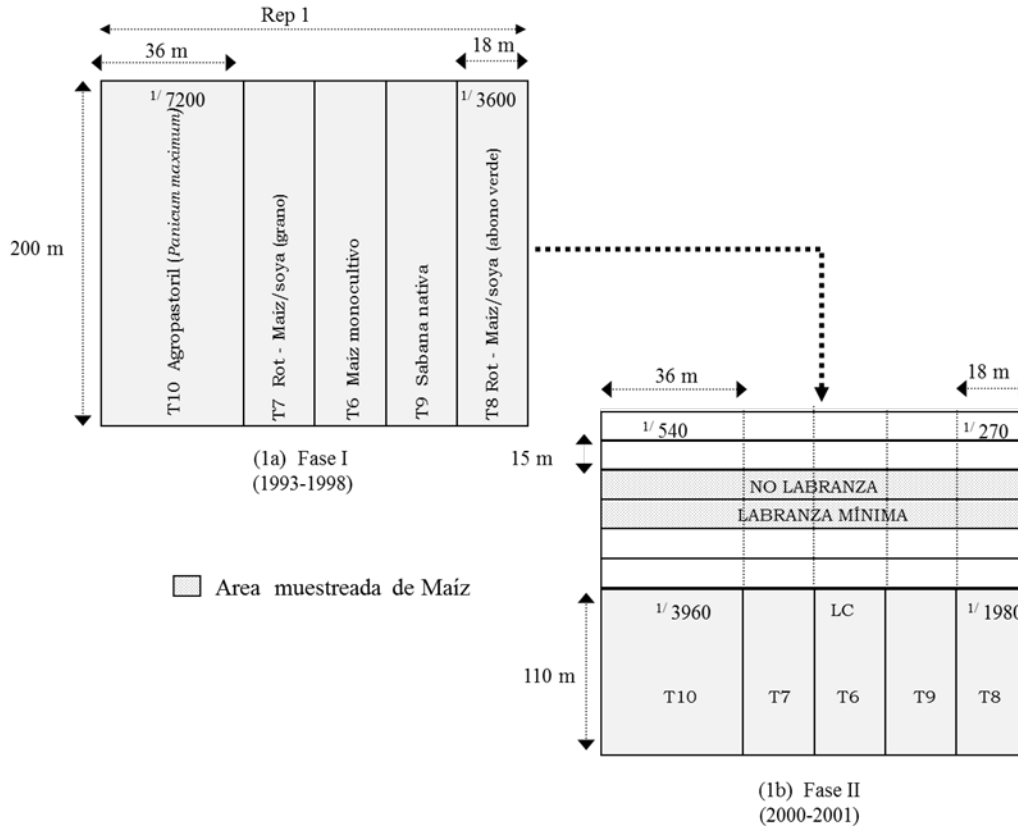 Rep 1
36 m
18 m
1/ 7200
1/ 3600
200 m
T10 Agropastoril (Panicum maximum)
T7 Rot - Maíz/soya (grano)
T6 Maíz monocultivo
T9 Sabana nativa
T8 Rot - Maíz/soya (abono verde)
(1a) Fase I
(1993-1998)
Area muestreada de Maíz
36 m
18 m
1/ 540
1/ 270
15 m
NO LABRANZA
LABRANZA MÍNIMA
1/ 3960
LC
1/ 1980
110 m
T10
T7
T6
T9
T8
(1b) Fase II
(2000-2001)